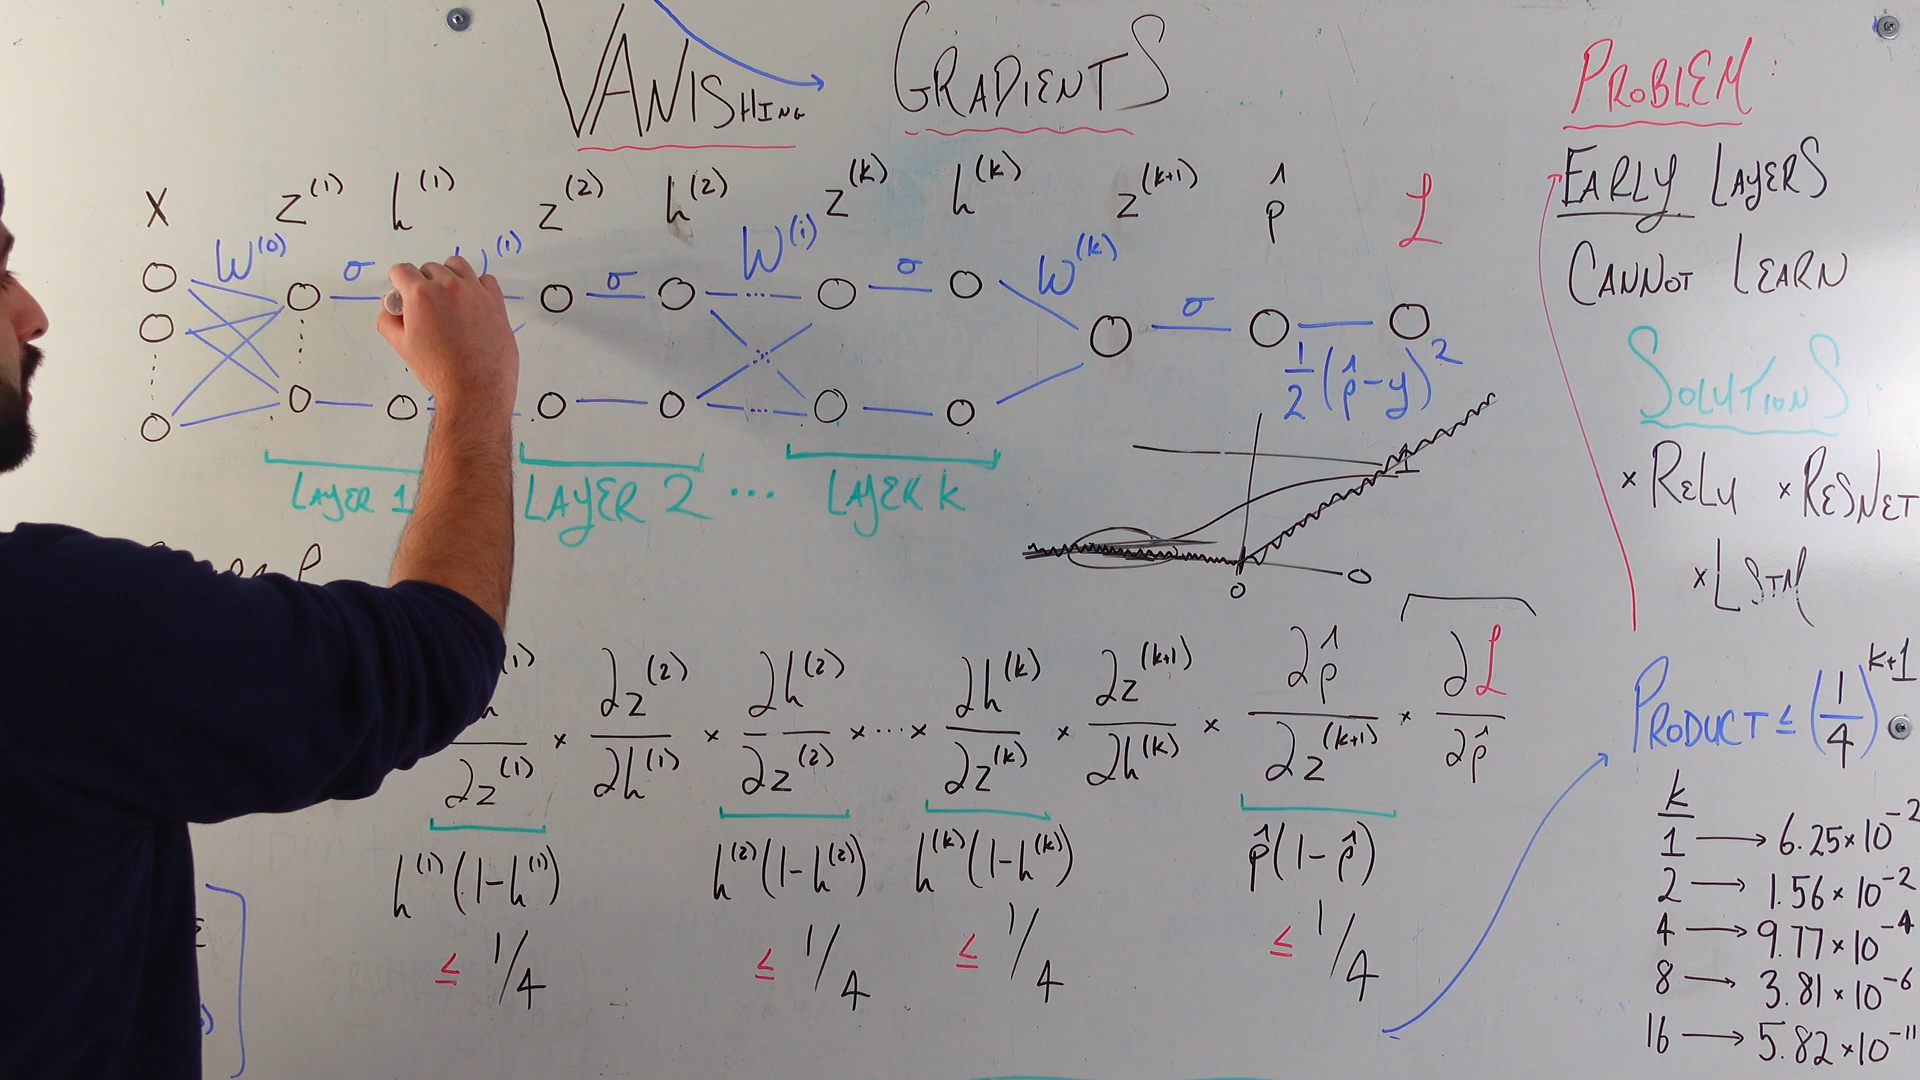 VANISHING GRADIENTS
X z^(1) h^(1) z^(2) h^(2) z^(k) h^(k) z^(k+1) p̂ L
W^(0) σ W^(1) σ W^(i) σ W^(k) σ
1/2 (p̂-y)^2
LAYER 1 LAYER 2 ... LAYER k
1
0
0
∂h^(1)/∂z^(1) × ∂z^(2)/∂h^(1) × ∂h^(2)/∂z^(2) × ... × ∂h^(k)/∂z^(k) × ∂z^(k+1)/∂h^(k) × ∂p̂/∂z^(k+1) × ∂L/∂p̂
h^(1)(1-h^(1)) h^(2)(1-h^(2)) h^(k)(1-h^(k)) p̂(1-p̂)
≤ 1/4 ≤ 1/4 ≤ 1/4 ≤ 1/4
PROBLEM:
EARLY LAYERS
CANNOT LEARN
SOLUTIONS:
× RELU × RESNET
× LSTM
PRODUCT ≤ (1/4)^k+1
k
1 → 6.25×10^-2
2 → 1.56×10^-2
4 → 9.77×10^-4
8 → 3.81×10^-6
16 → 5.82×10^-11